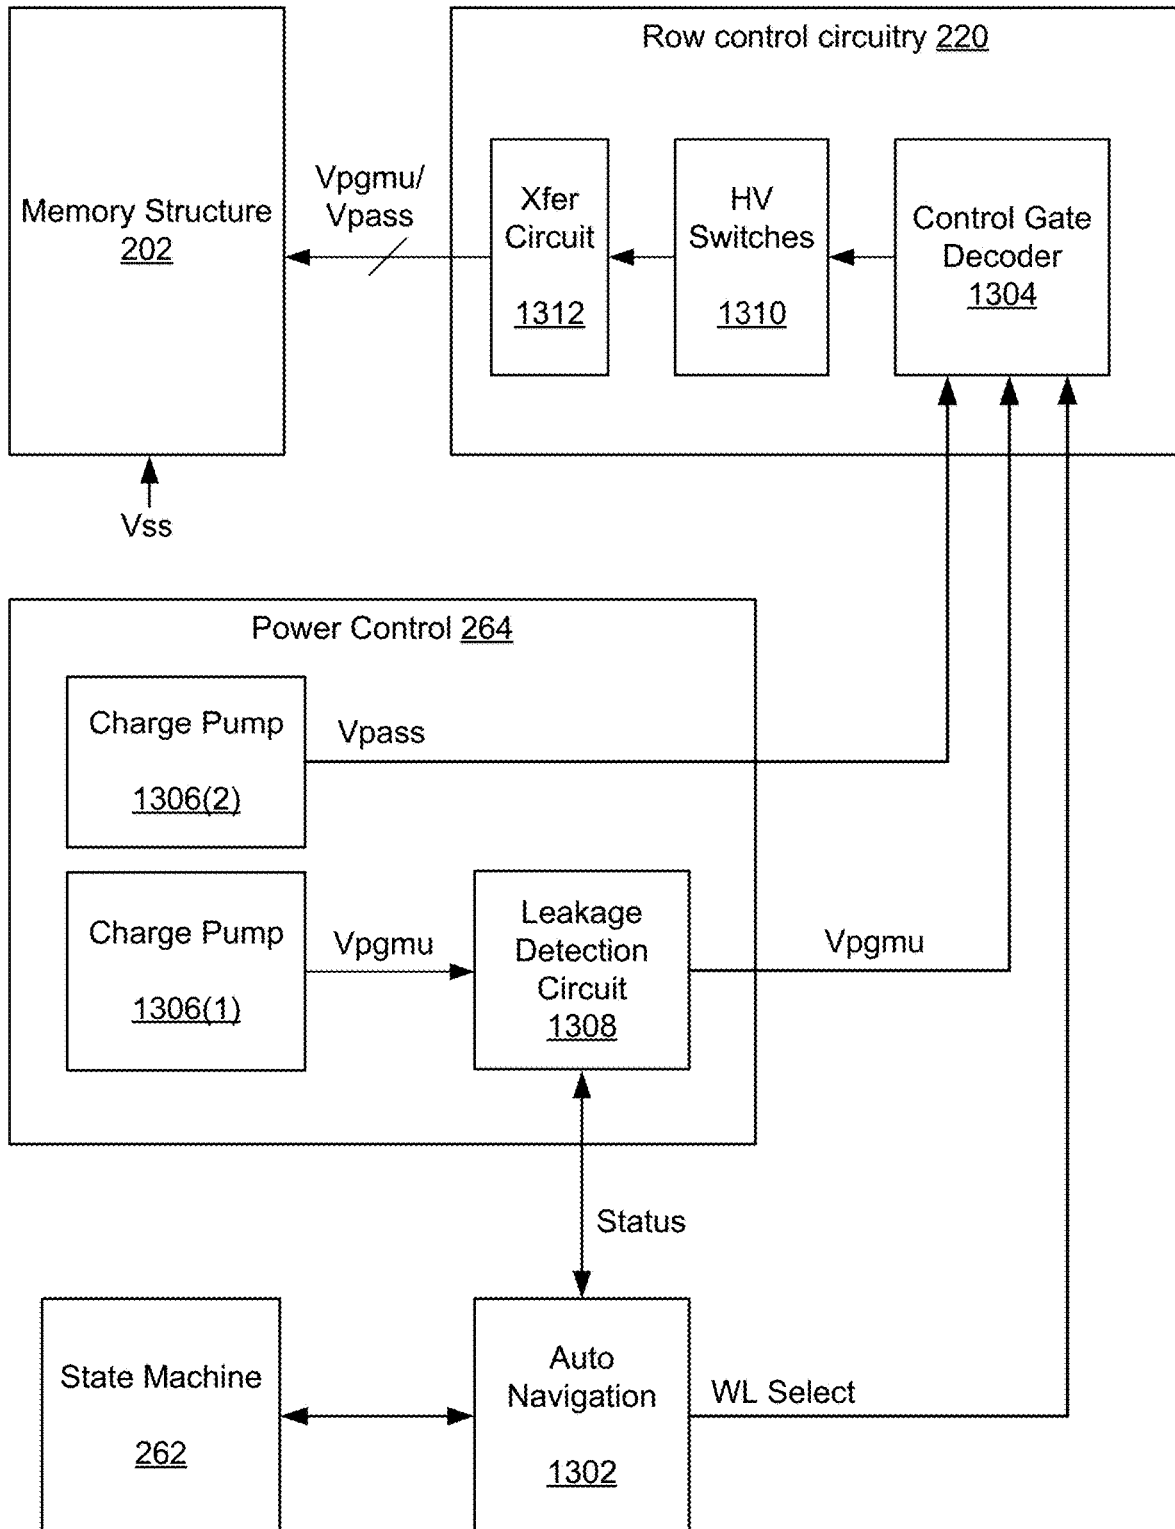 Row control circuitry 220
Memory Structure
202
Vpgmu/
Vpass
Xfer
Circuit
1312
HV
Switches
1310
Control Gate
Decoder
1304
Vss
Power Control 264
Charge Pump
1306(2)
Vpass
Charge Pump
1306(1)
Vpgmu
Leakage
Detection
Circuit
1308
Vpgmu
Status
State Machine
262
Auto
Navigation
1302
WL Select